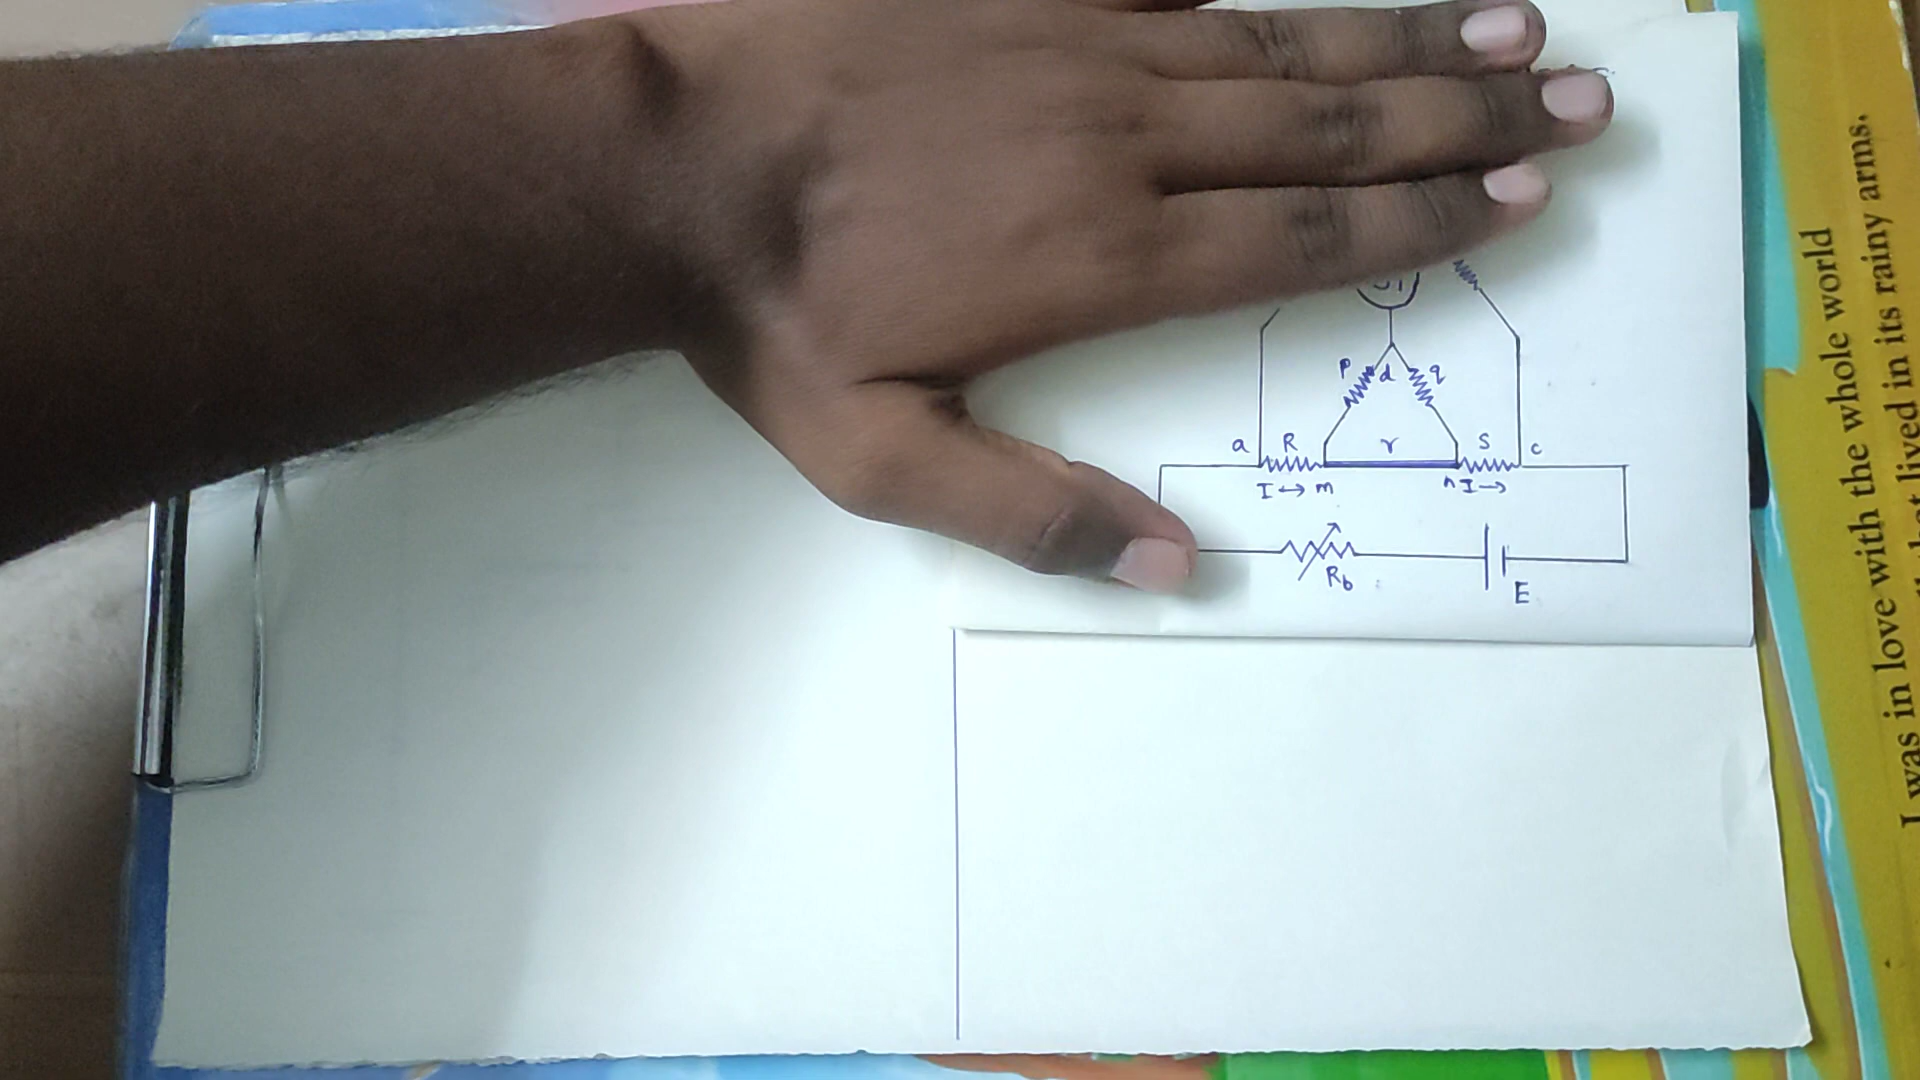 P d q
a R r S c
I ↔ m n I →
Rb
E
I was in love with the whole world
lived in its rainy arms.